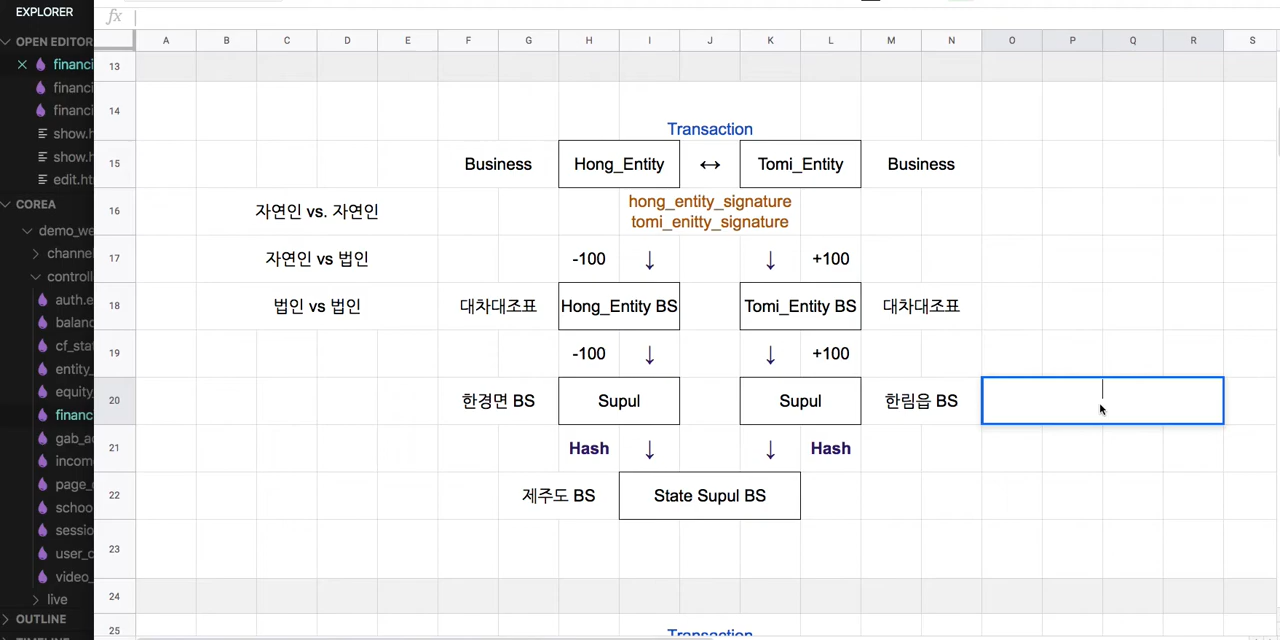 EXPLORER
OPEN EDITOR
financi
financi
financi
show.h
show.h
edit.ht
COREA
demo_we
channe
controll
auth.e
balanc
cf_stat
entity_
equity_
financ
gab_ac
income
page_c
schoo
sessio
user_c
video_
live
OUTLINE
fx
A B C D E F G H I J K L M N O P Q R S
13
14
Transaction
15 Business Hong_Entity ↔ Tomi_Entity Business
16 자연인 vs. 자연인 hong_entity_signature
tomi_enitty_signature
17 자연인 vs 법인 -100 ↓ ↓ +100
18 법인 vs 법인 대차대조표 Hong_Entity BS Tomi_Entity BS 대차대조표
19 -100 ↓ ↓ +100
20 한경면 BS Supul Supul 한림읍 BS
21 Hash ↓ ↓ Hash
22 제주도 BS State Supul BS
23
24
25 Transaction